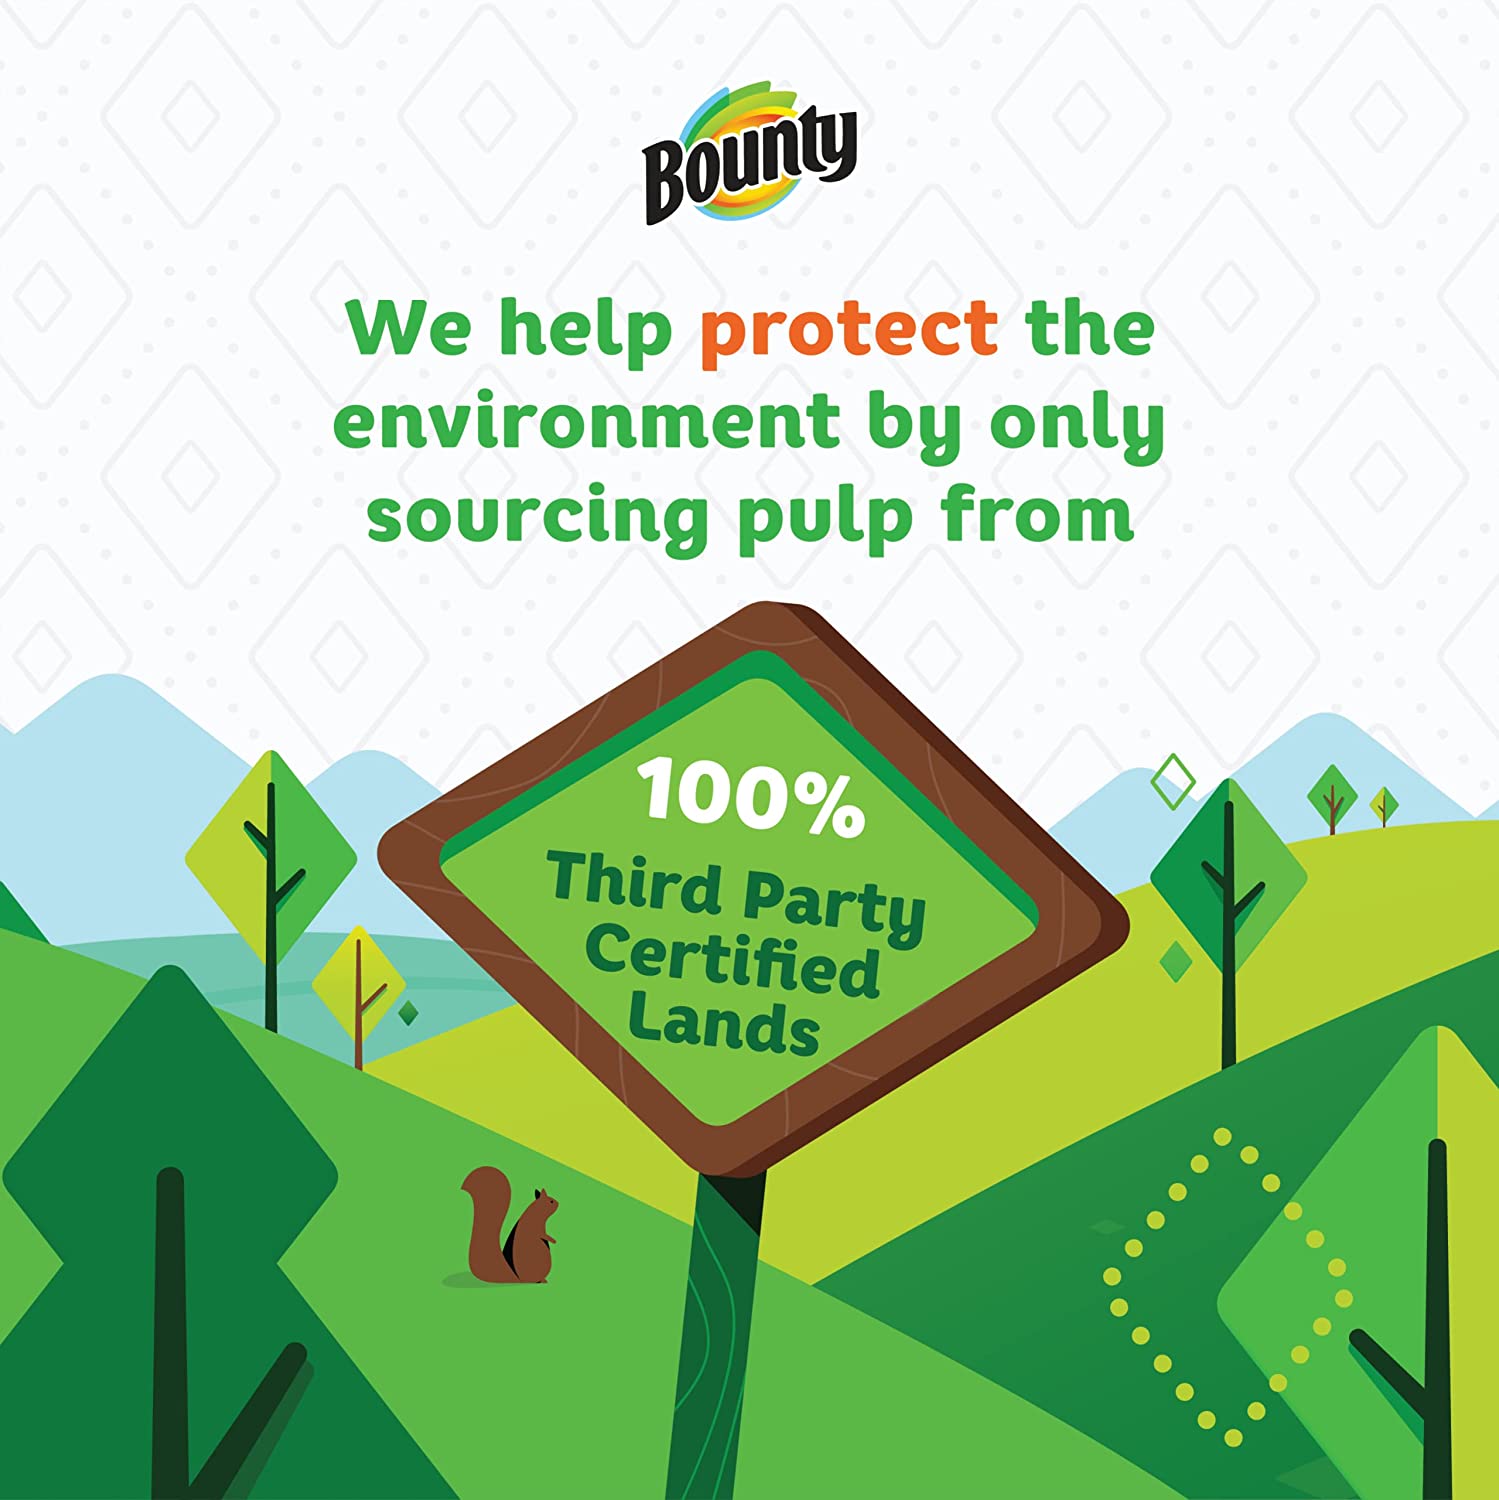 Bounty
We help protect the
environment by only
sourcing pulp from
100%
Third Party
Certified
Lands